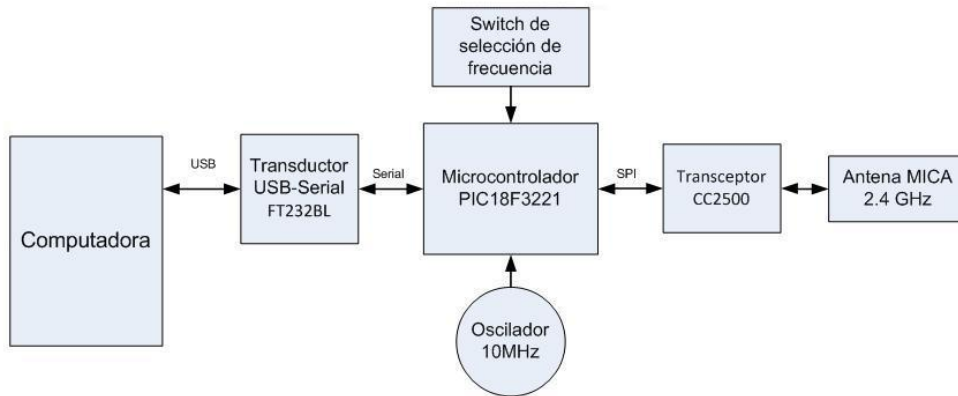 Switch de
selección de
frecuencia
Computadora
USB
Transductor
USB-Serial
FT232BL
Serial
Microcontrolador
PIC18F3221
SPI
Transceptor
CC2500
Antena MICA
2.4 GHz
Oscilador
10MHz